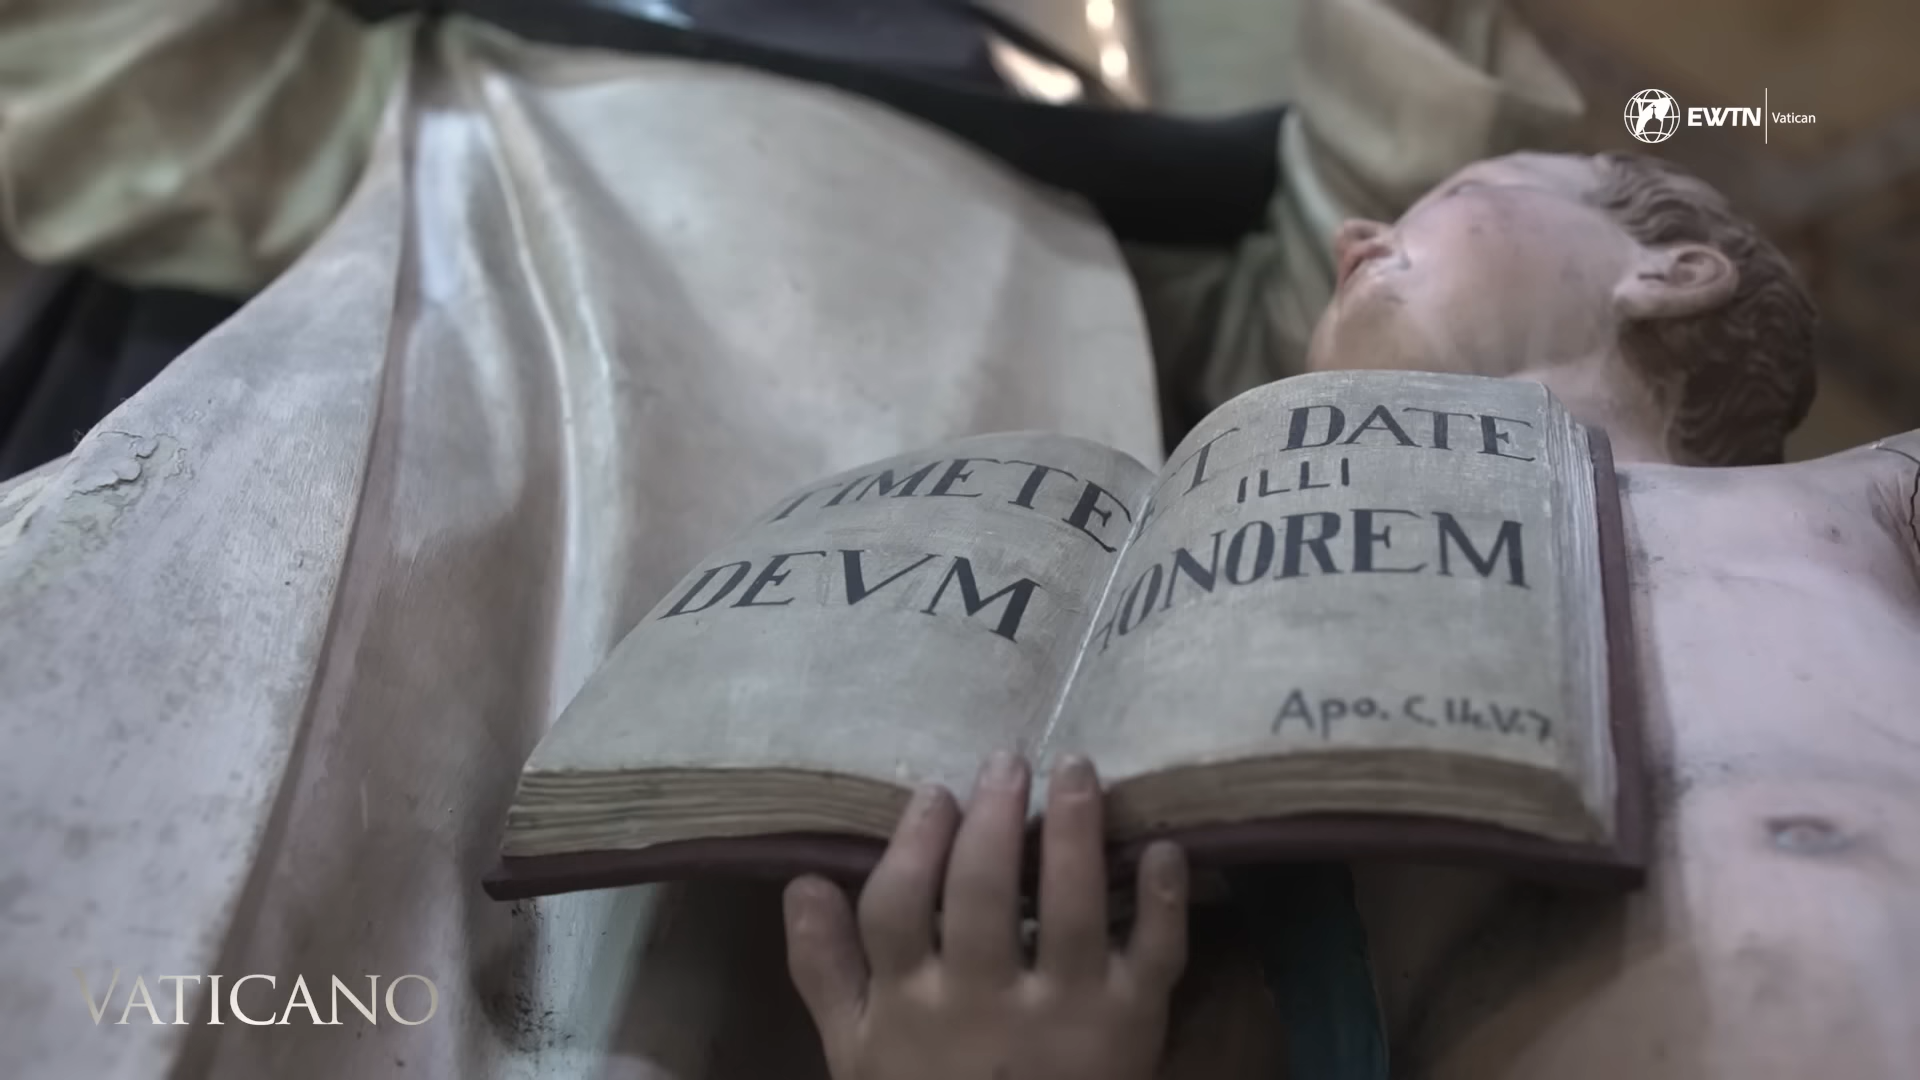 EWTN Vatican
TIMETE
DEVM
ET DATE
ILLI
HONOREM
Apo. C. 14. V. 7
VATICANO